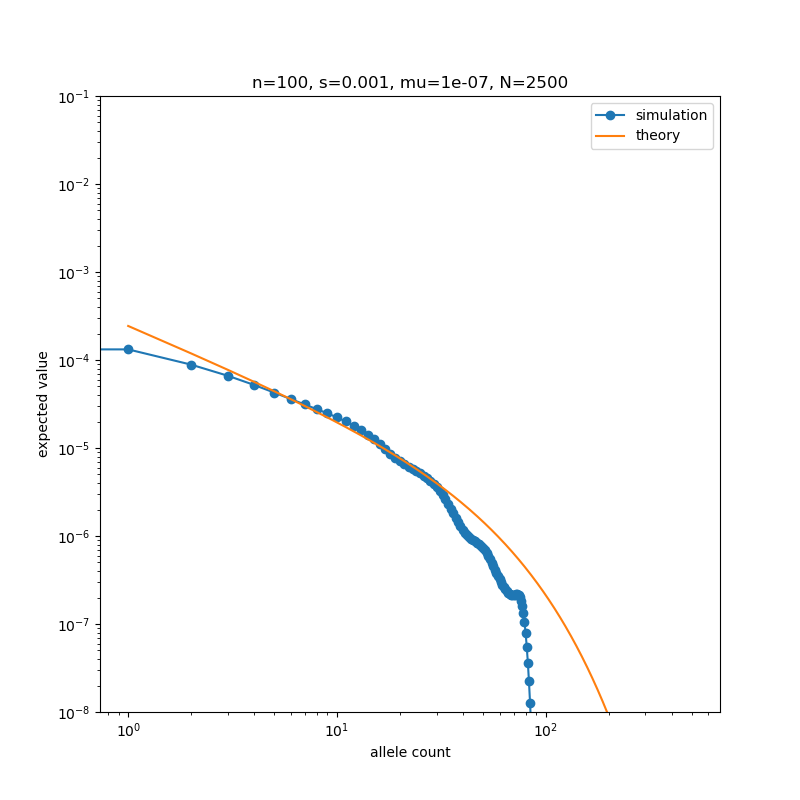 n=100, s=0.001, mu=1e-07, N=2500
simulation
theory
expected value
10⁻¹
10⁻²
10⁻³
10⁻⁴
10⁻⁵
10⁻⁶
10⁻⁷
10⁻⁸
10⁰
10¹
10²
allele count